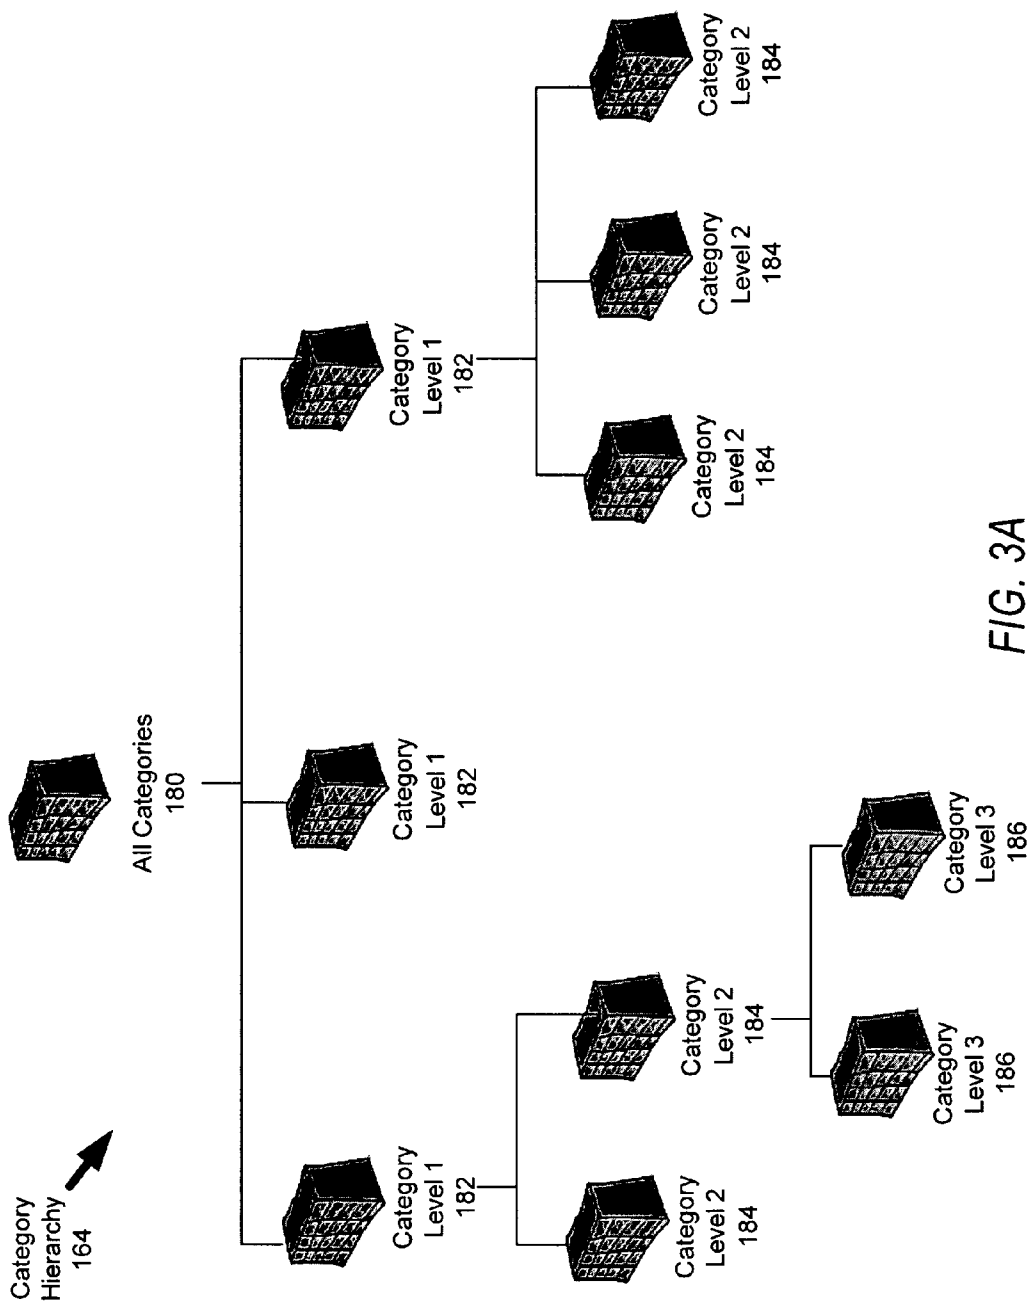 Category
Hierarchy
164
All Categories
180
Category
Level 1
182
Category
Level 1
182
Category
Level 1
182
Category
Level 2
184
Category
Level 2
184
Category
Level 2
184
Category
Level 2
184
Category
Level 2
184
Category
Level 3
186
Category
Level 3
186
FIG. 3A